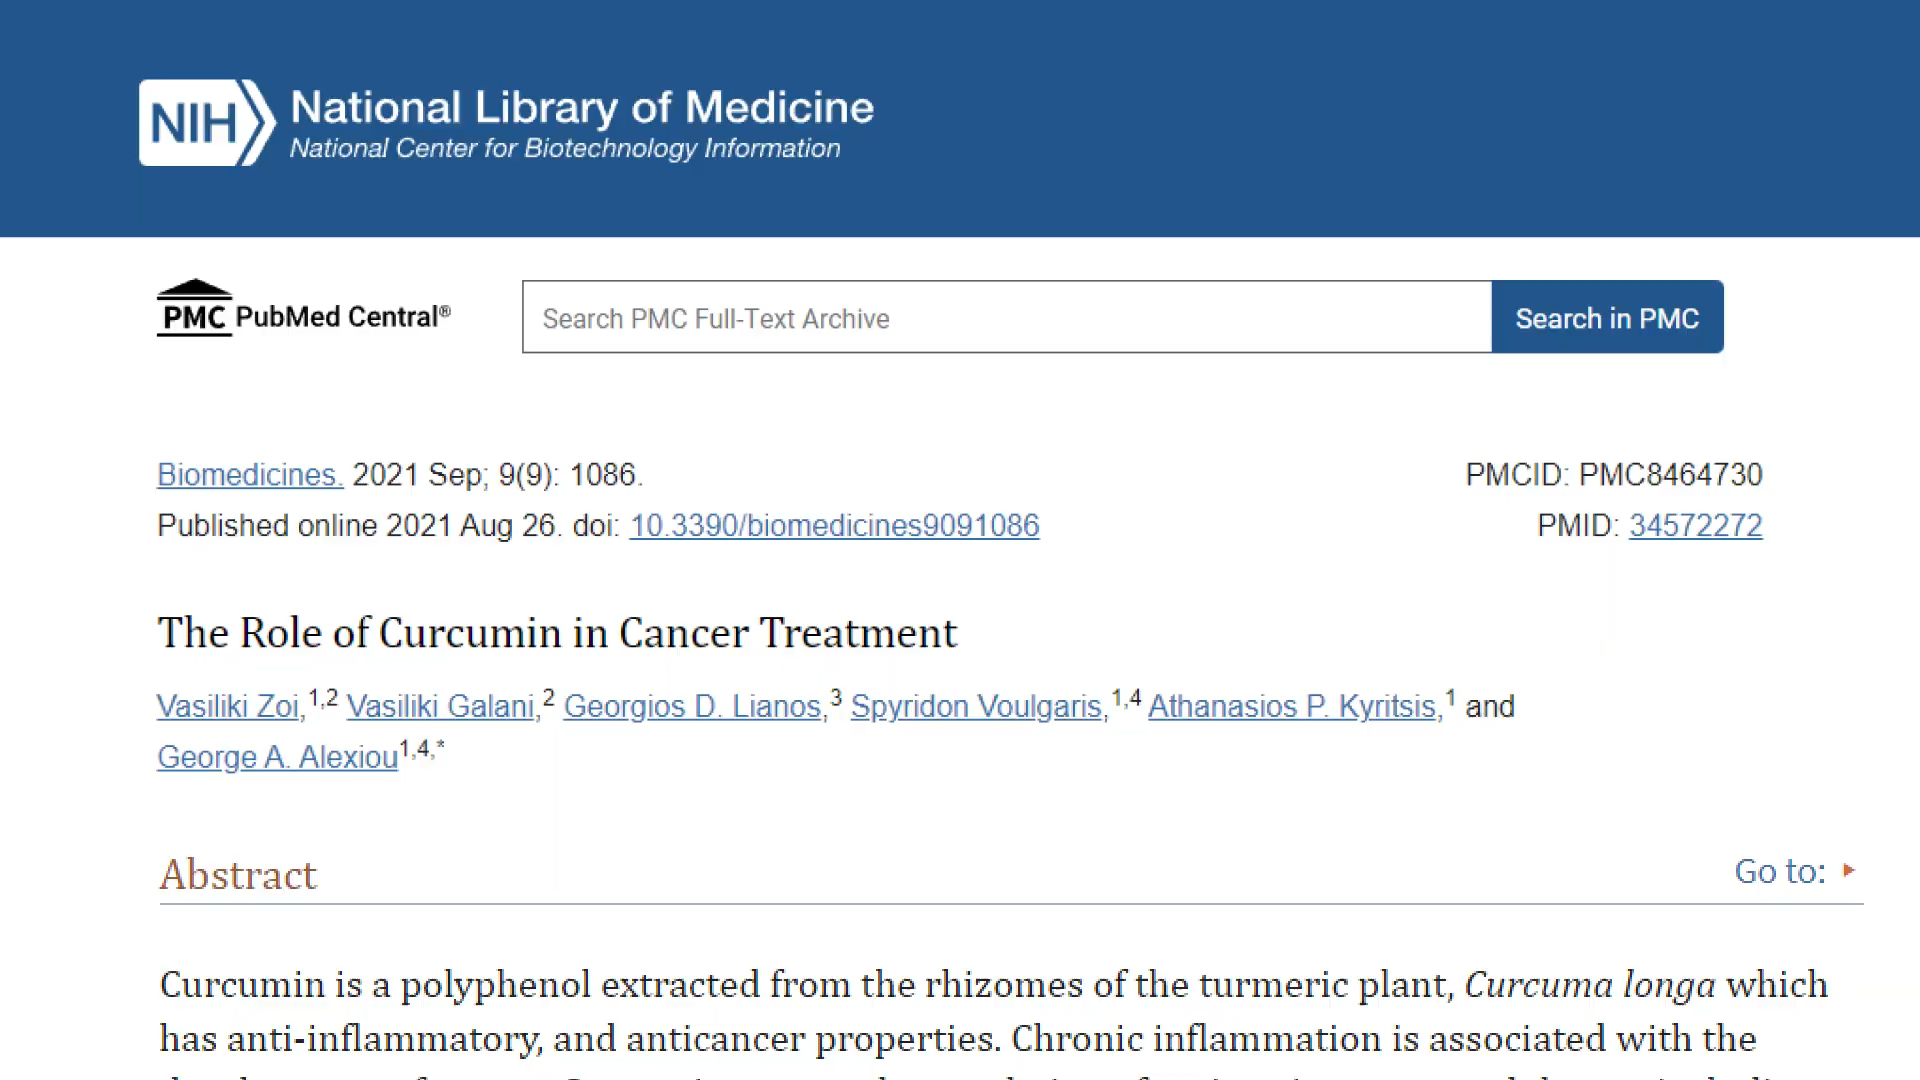 NIH National Library of Medicine
National Center for Biotechnology Information
PMC PubMed Central®
Search PMC Full-Text Archive
Search in PMC
Biomedicines. 2021 Sep; 9(9): 1086.
PMCID: PMC8464730
Published online 2021 Aug 26. doi: 10.3390/biomedicines9091086
PMID: 34572272
The Role of Curcumin in Cancer Treatment
Vasiliki Zoi,1,2 Vasiliki Galani,2 Georgios D. Lianos,3 Spyridon Voulgaris,1,4 Athanasios P. Kyritsis,1 and
George A. Alexiou1,4,*
Abstract
Go to:
Curcumin is a polyphenol extracted from the rhizomes of the turmeric plant, Curcuma longa which
has anti-inflammatory, and anticancer properties. Chronic inflammation is associated with the